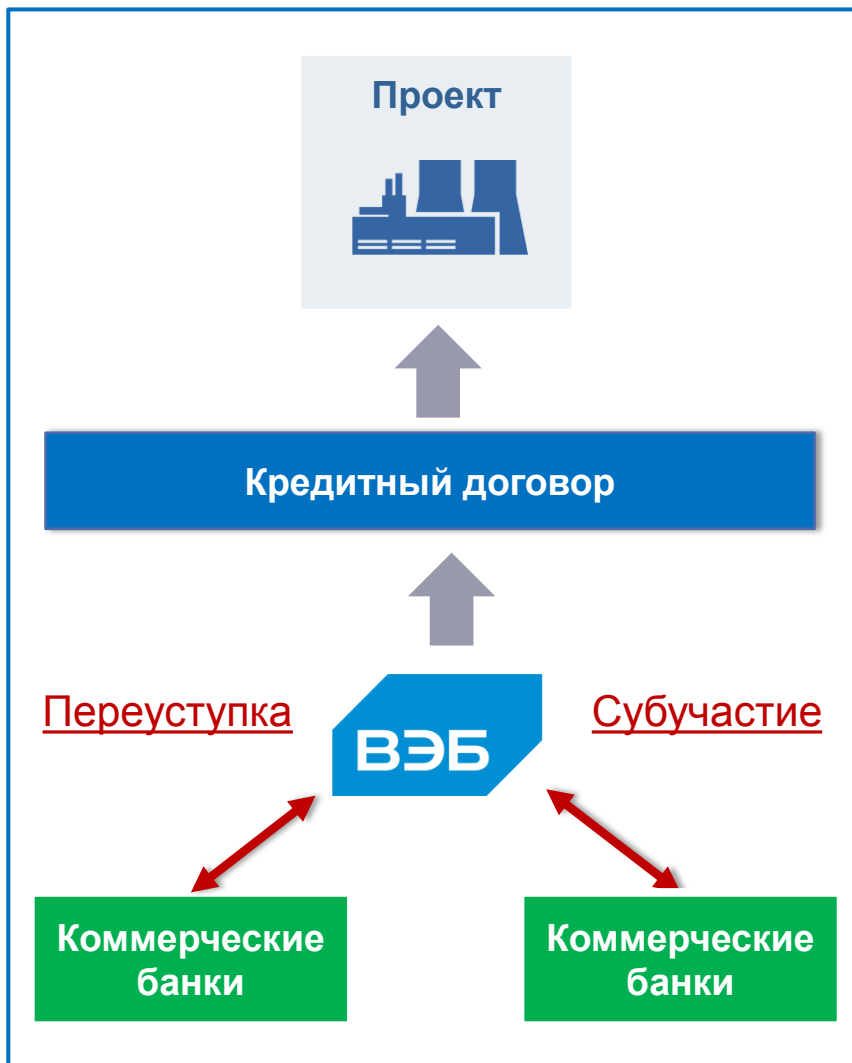 Проект
Кредитный договор
Переуступка
ВЭБ
Субучастие
Коммерческие
банки
Коммерческие
банки